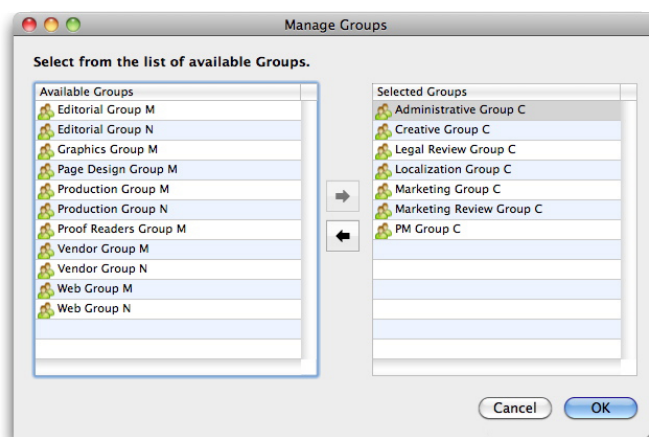 Manage Groups
Select from the list of available Groups.
Available Groups
Editorial Group M
Editorial Group N
Graphics Group M
Page Design Group M
Production Group M
Production Group N
Proof Readers Group M
Vendor Group M
Vendor Group N
Web Group M
Web Group N
Selected Groups
Administrative Group C
Creative Group C
Legal Review Group C
Localization Group C
Marketing Group C
Marketing Review Group C
PM Group C
Cancel
OK